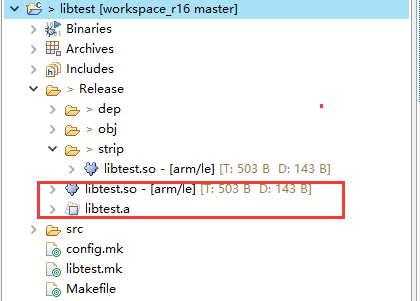 > libtest [workspace_r16 master]
Binaries
Archives
Includes
> Release
> dep
> obj
> strip
libtest.so - [arm/le] [T: 503 B D: 143 B]
libtest.so - [arm/le] [T: 503 B D: 143 B]
libtest.a
src
config.mk
libtest.mk
Makefile